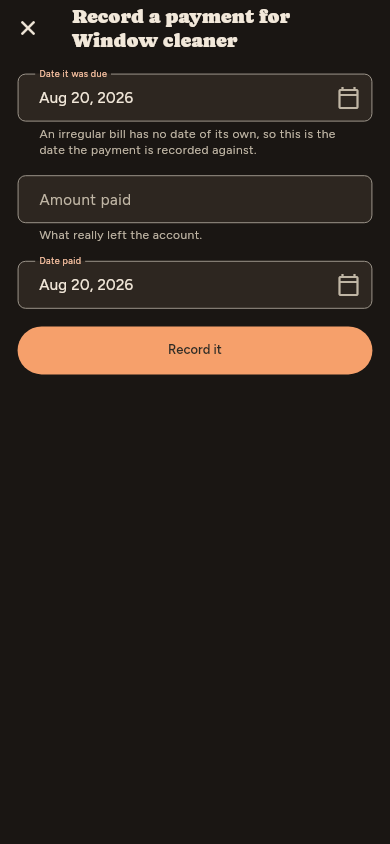 Record a payment for
Window cleaner
Date it was due
Aug 20, 2026
An irregular bill has no date of its own, so this is the
date the payment is recorded against.
Amount paid
What really left the account.
Date paid
Aug 20, 2026
Record it